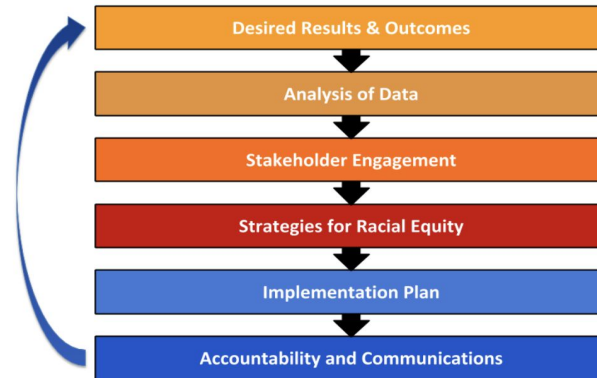 Desired Results & Outcomes
Analysis of Data
Stakeholder Engagement
Strategies for Racial Equity
Implementation Plan
Accountability and Communications